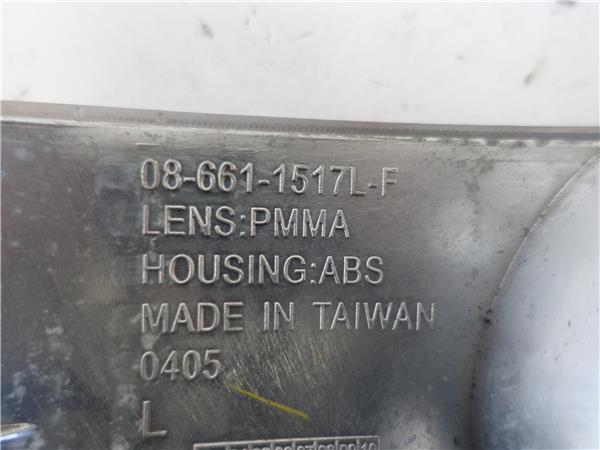 08-661-1517L-F
LENS:PMMA
HOUSING:ABS
MADE IN TAIWAN
0405
L